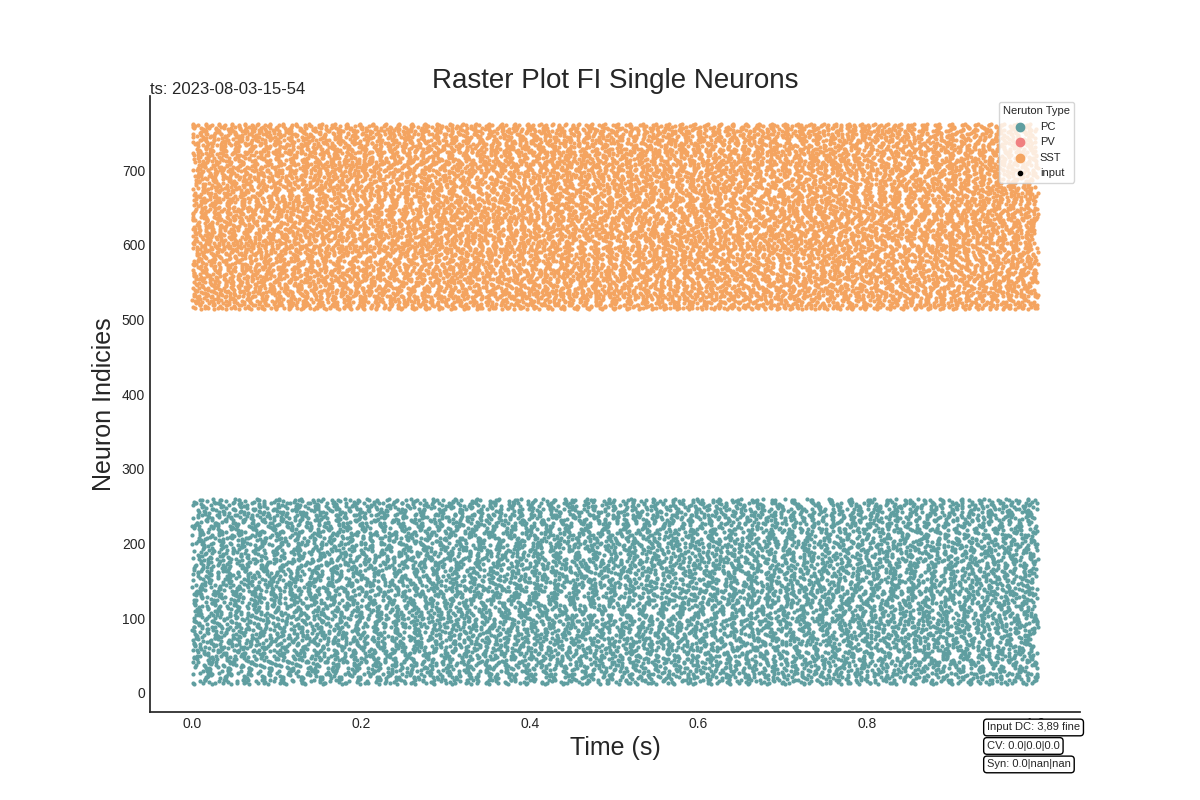 Raster Plot FI Single Neurons
ts: 2023-08-03-15-54
Neruton Type
PC
PV
SST
input
Neuron Indicies
700
600
500
400
300
200
100
0
0.0
0.2
0.4
0.6
0.8
Time (s)
Input DC: 3,89 fine
CV: 0.0|0.0|0.0
Syn: 0.0|nan|nan